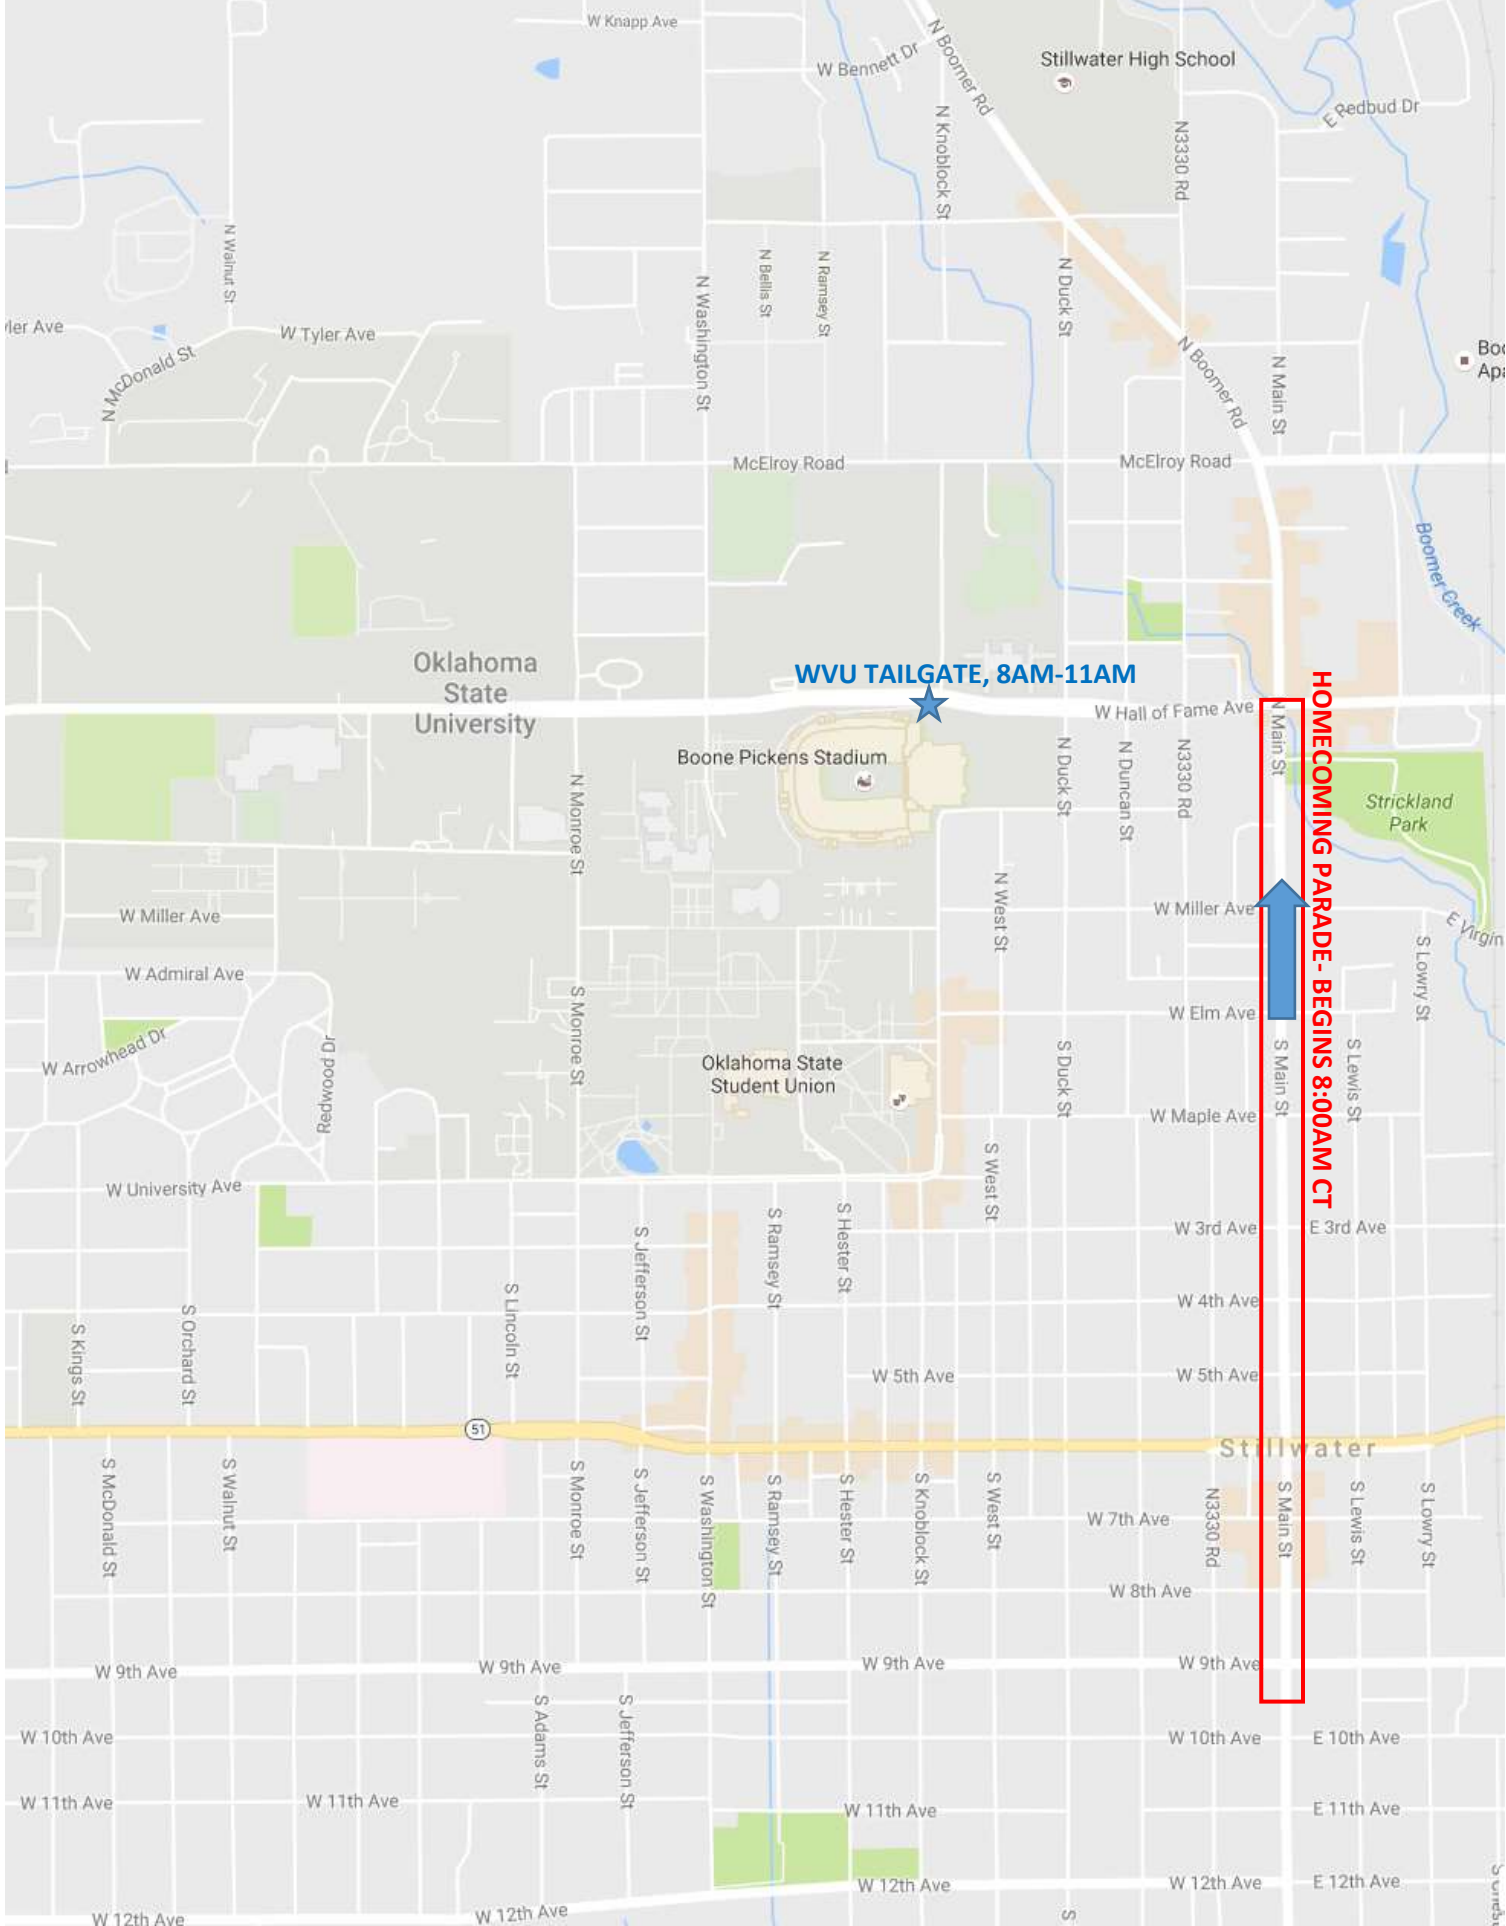 W Knapp Ave
N Boomer Rd
W Bennett Dr
Stillwater High School
E Redbud Dr
N Knoblock St
N3330 Rd
N Walnut St
N Bellis St
N Ramsey St
N Duck St
N Washington St
W Tyler Ave
N McDonald St
N Boomer Rd
N Main St
McElroy Road
McElroy Road
Boomer Creek
Oklahoma
State
University
WVU TAILGATE, 8AM-11AM
W Hall of Fame Ave
N Main St
HOMECOMING PARADE- BEGINS 8:00AM CT
Boone Pickens Stadium
N Monroe St
N Duck St
N Duncan St
N3330 Rd
Strickland
Park
W Miller Ave
N West St
W Miller Ave
W Admiral Ave
S Lowry St
S Monroe St
W Elm Ave
W Arrowhead Dr
Redwood Dr
Oklahoma State
Student Union
S Duck St
S Main St
S Lewis St
W Maple Ave
W University Ave
S West St
S Ramsey St
S Hester St
W 3rd Ave
E 3rd Ave
S Jefferson St
S Lincoln St
W 4th Ave
S Kings St
S Orchard St
W 5th Ave
W 5th Ave
51
Stillwater
S McDonald St
S Walnut St
S Monroe St
S Jefferson St
S Washington St
S Ramsey St
S Hester St
S Knoblock St
S West St
W 7th Ave
N3330 Rd
S Main St
S Lewis St
S Lowry St
W 8th Ave
W 9th Ave
W 9th Ave
W 9th Ave
W 9th Ave
S Adams St
S Jefferson St
W 10th Ave
W 10th Ave
E 10th Ave
W 11th Ave
W 11th Ave
W 11th Ave
E 11th Ave
W 12th Ave
W 12th Ave
W 12th Ave
W 12th Ave
E 12th Ave
S